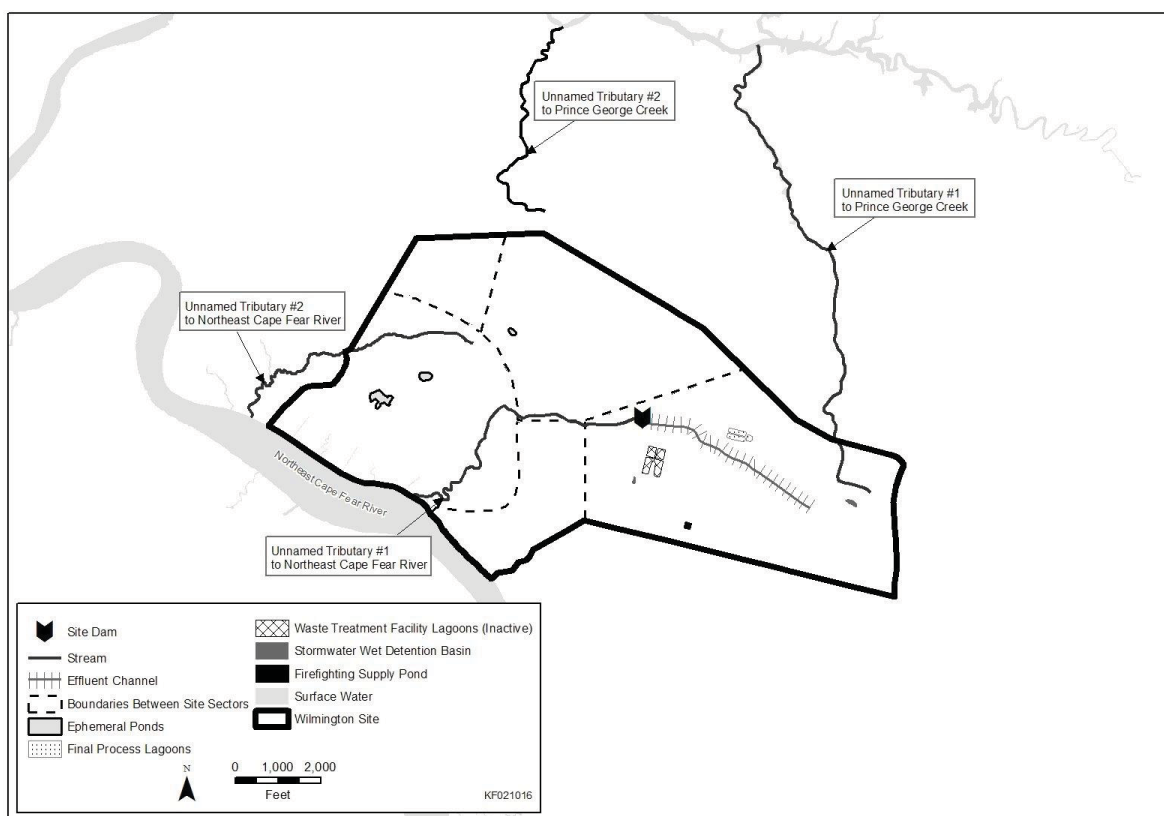 Unnamed Tributary #2
to Prince George Creek
Unnamed Tributary #1
to Prince George Creek
Unnamed Tributary #2
to Northeast Cape Fear River
Northeast Cape Fear River
Unnamed Tributary #1
to Northeast Cape Fear River
Site Dam
Stream
Effluent Channel
Boundaries Between Site Sectors
Ephemeral Ponds
Final Process Lagoons
Waste Treatment Facility Lagoons (Inactive)
Stormwater Wet Detention Basin
Firefighting Supply Pond
Surface Water
Wilmington Site
N
0 1,000 2,000
Feet
KF021016